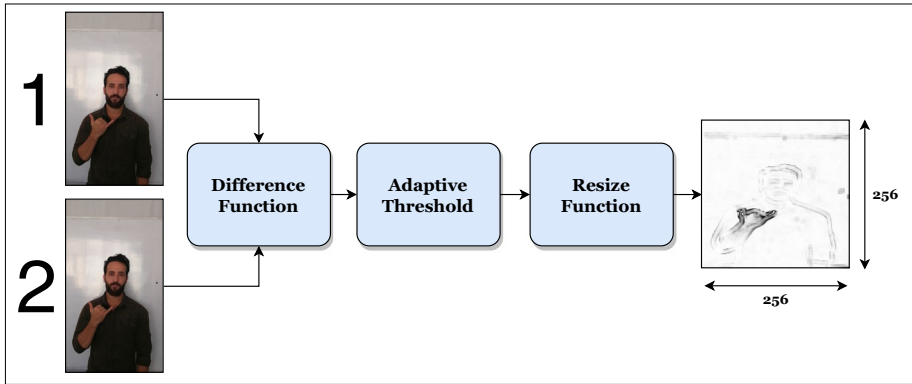 1
2
Difference
Function
Adaptive
Threshold
Resize
Function
256
256